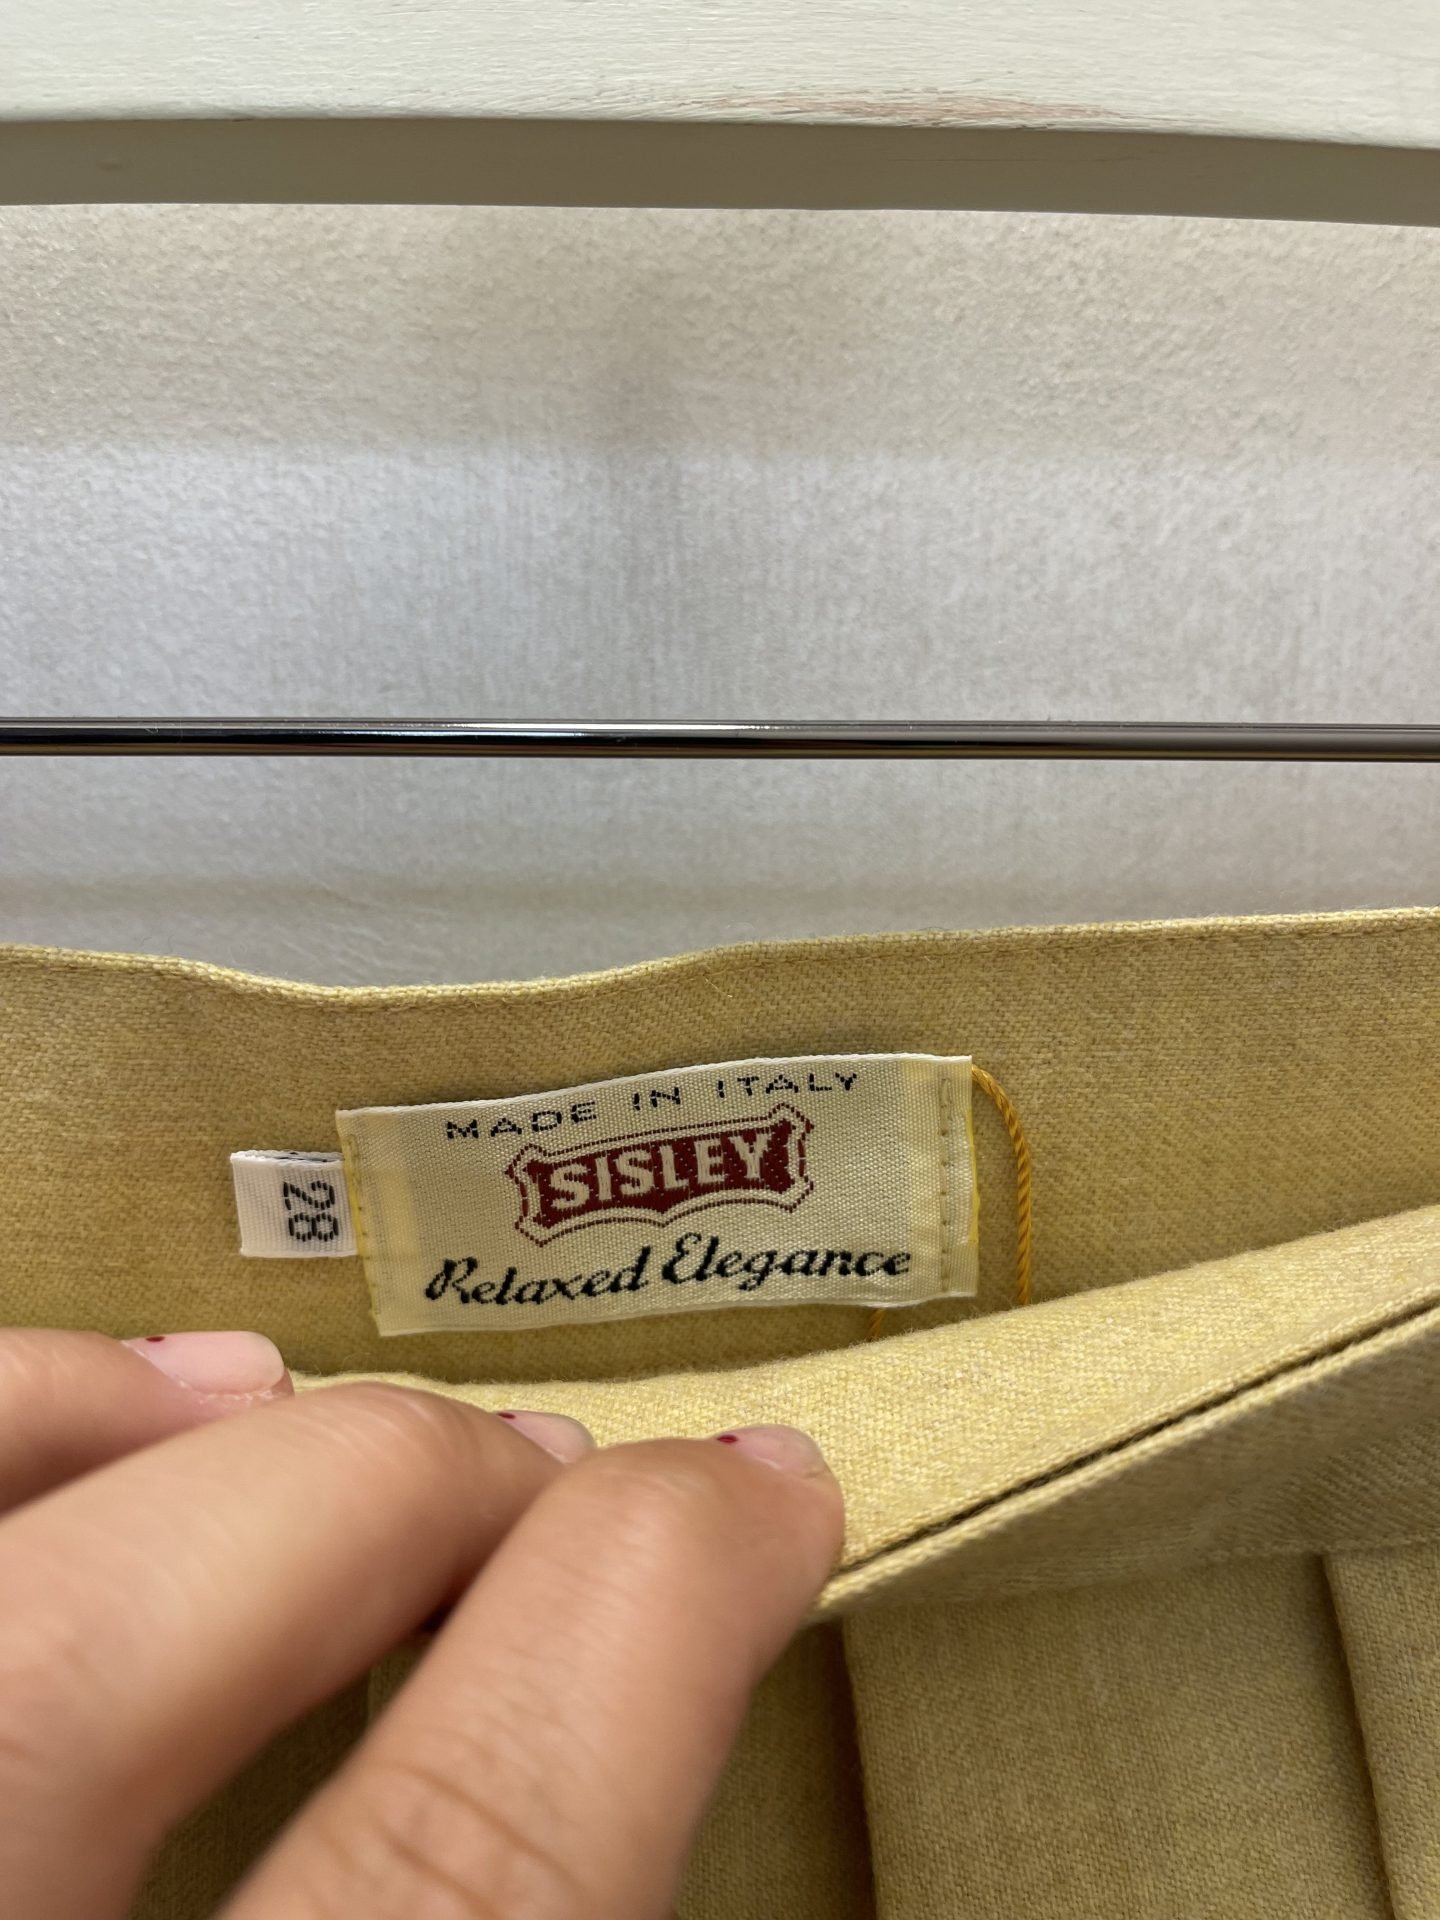 MADE IN ITALY
SISLEY
Relaxed Elegance
28